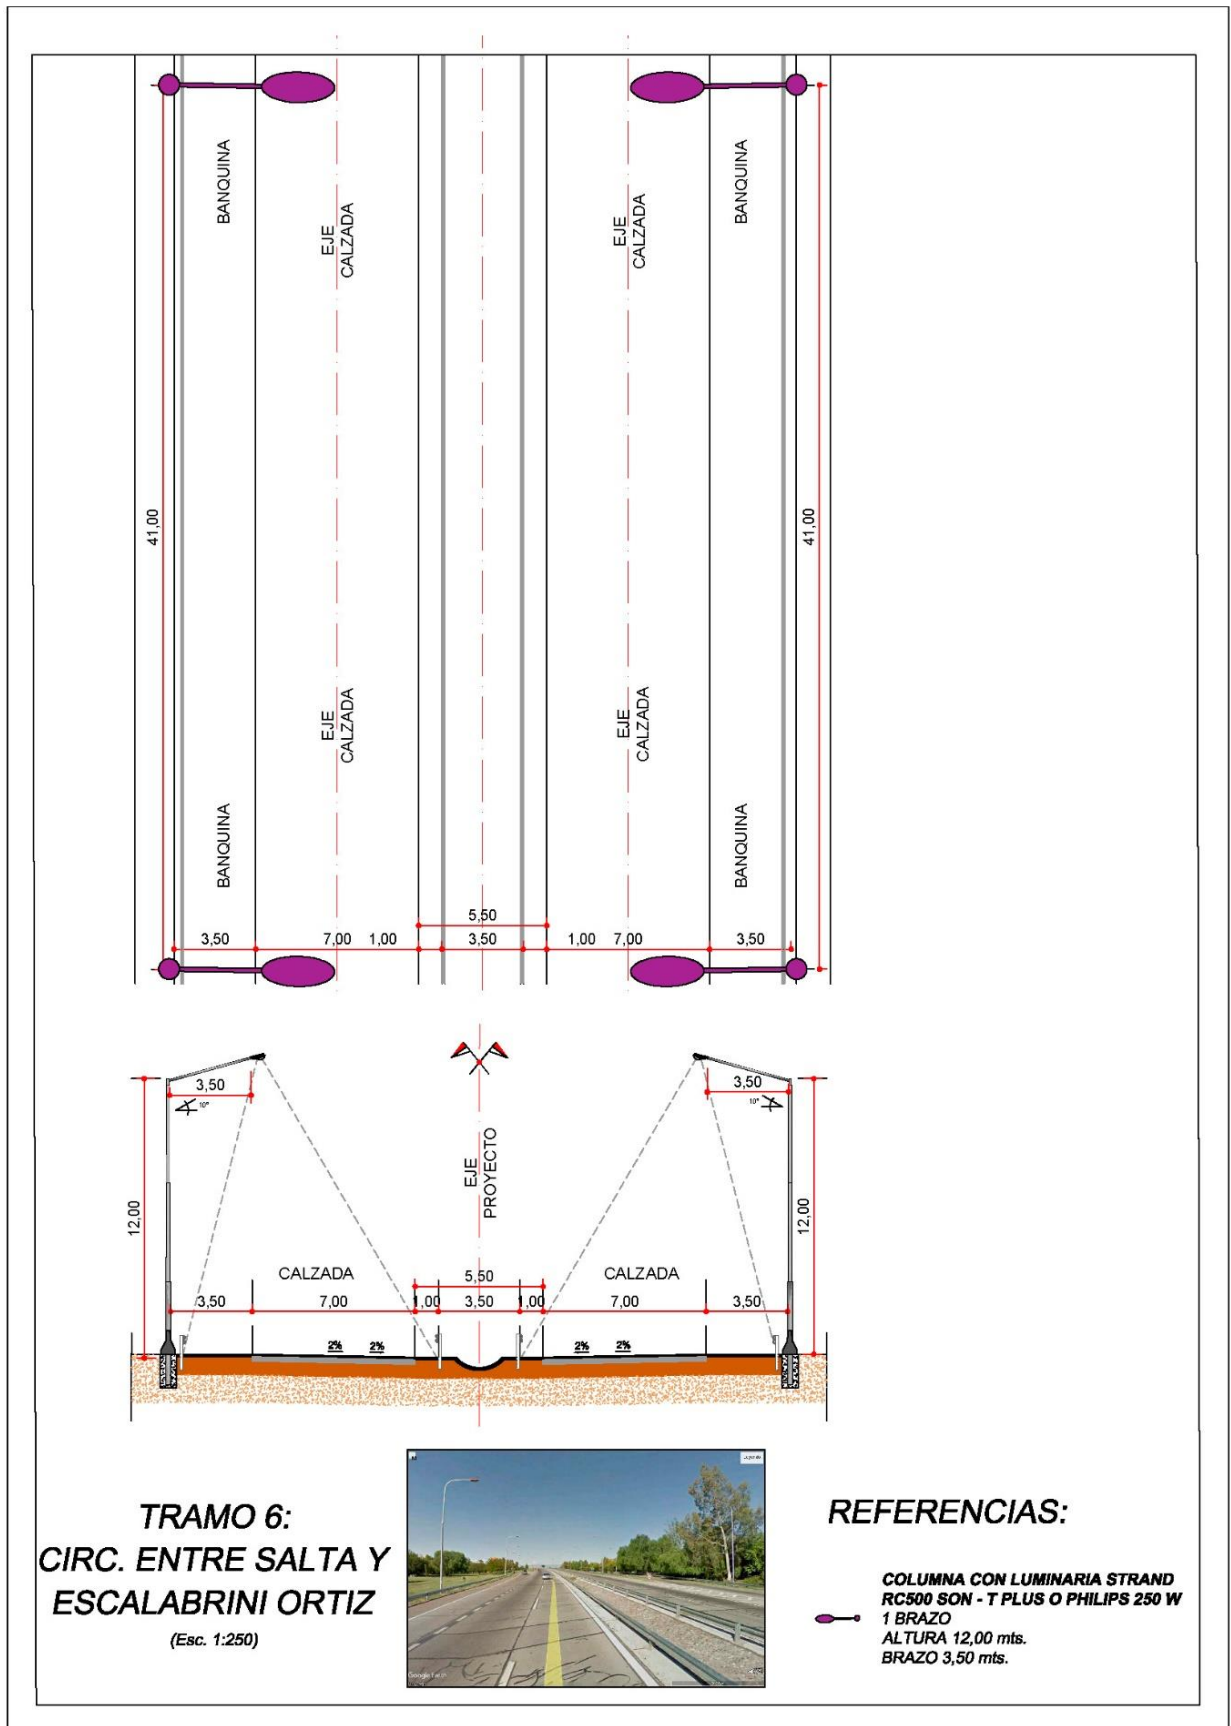 BANQUINA
EJE
CALZADA
EJE
CALZADA
BANQUINA
41,00
41,00
EJE
CALZADA
EJE
CALZADA
BANQUINA
BANQUINA
5,50
3,50
7,00
1,00
3,50
1,00
7,00
3,50
3,50
10°
3,50
10°
12,00
EJE
PROYECTO
12,00
CALZADA
5,50
CALZADA
3,50
7,00
1,00
3,50
1,00
7,00
3,50
2%
2%
2%
2%
TRAMO 6:
CIRC. ENTRE SALTA Y
ESCALABRINI ORTIZ
(Esc. 1:250)
REFERENCIAS:
COLUMNA CON LUMINARIA STRAND
RC500 SON - T PLUS O PHILIPS 250 W
1 BRAZO
ALTURA 12,00 mts.
BRAZO 3,50 mts.